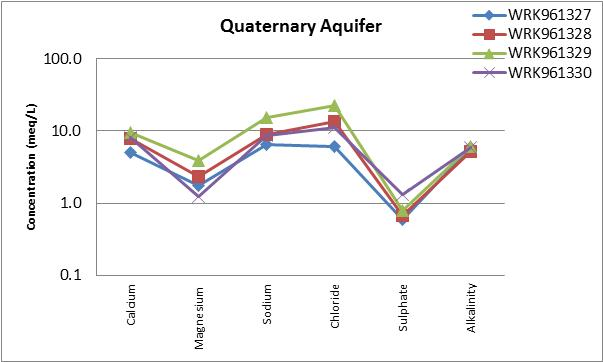 Quaternary Aquifer
WRK961327
WRK961328
WRK961329
WRK961330
Concentration (meq/L)
100.0
10.0
1.0
0.1
Calcium
Magnesium
Sodium
Chloride
Sulphate
Alkalinity